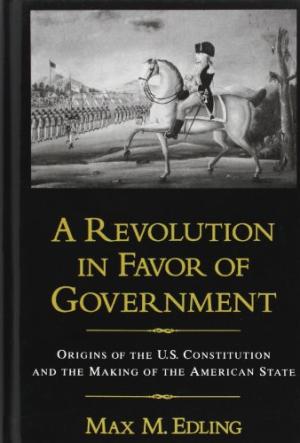 A REVOLUTION
IN FAVOR OF
GOVERNMENT
ORIGINS OF THE U.S. CONSTITUTION
AND THE MAKING OF THE AMERICAN STATE
MAX M. EDLING